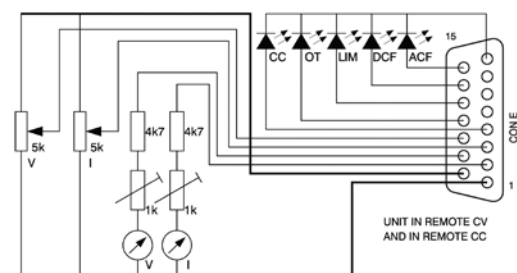 15
CC OT LIM DCF ACF
CON E
4k7 4k7
5k 5k
V I
1k 1k
1
V I
UNIT IN REMOTE CV
AND IN REMOTE CC